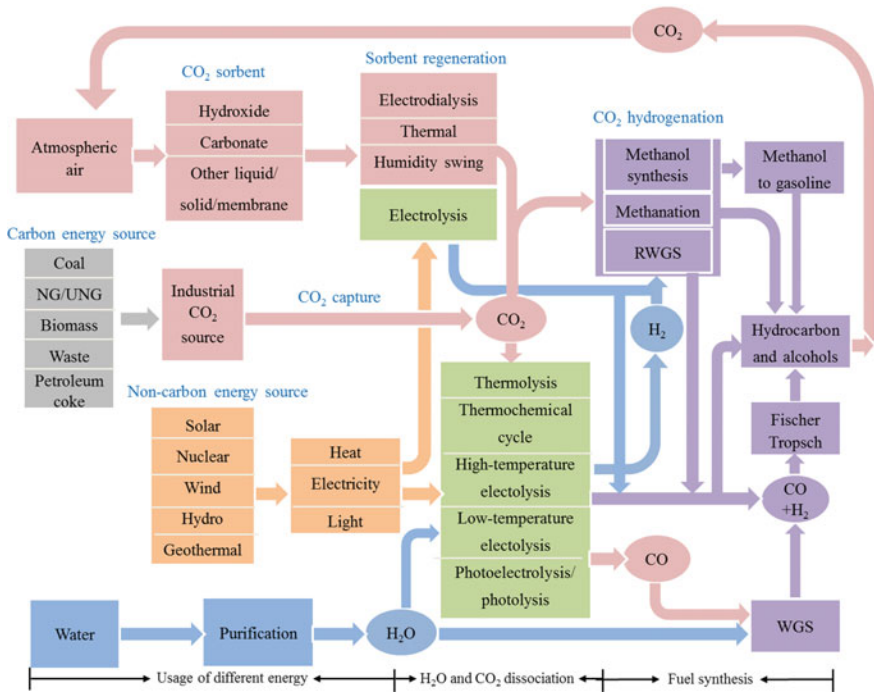 CO₂
CO₂ sorbent
Sorbent regeneration
Hydroxide
Carbonate
Other liquid/
solid/membrane
Electrodialysis
Thermal
Humidity swing
Electrolysis
Atmospheric
air
CO₂ hydrogenation
Methanol
synthesis
Methanation
RWGS
Methanol
to gasoline
Carbon energy source
Coal
NG/UNG
Biomass
Waste
Petroleum
coke
Industrial
CO₂
source
CO₂ capture
CO₂
H₂
Hydrocarbon
and alcohols
Non-carbon energy source
Solar
Nuclear
Wind
Hydro
Geothermal
Heat
Electricity
Light
Thermolysis
Thermochemical
cycle
High-temperature
electolysis
Low-temperature
electolysis
Photoelectrolysis/
photolysis
Fischer
Tropsch
CO
+H₂
CO
Water
Purification
H₂O
WGS
Usage of different energy
H₂O and CO₂ dissociation
Fuel synthesis